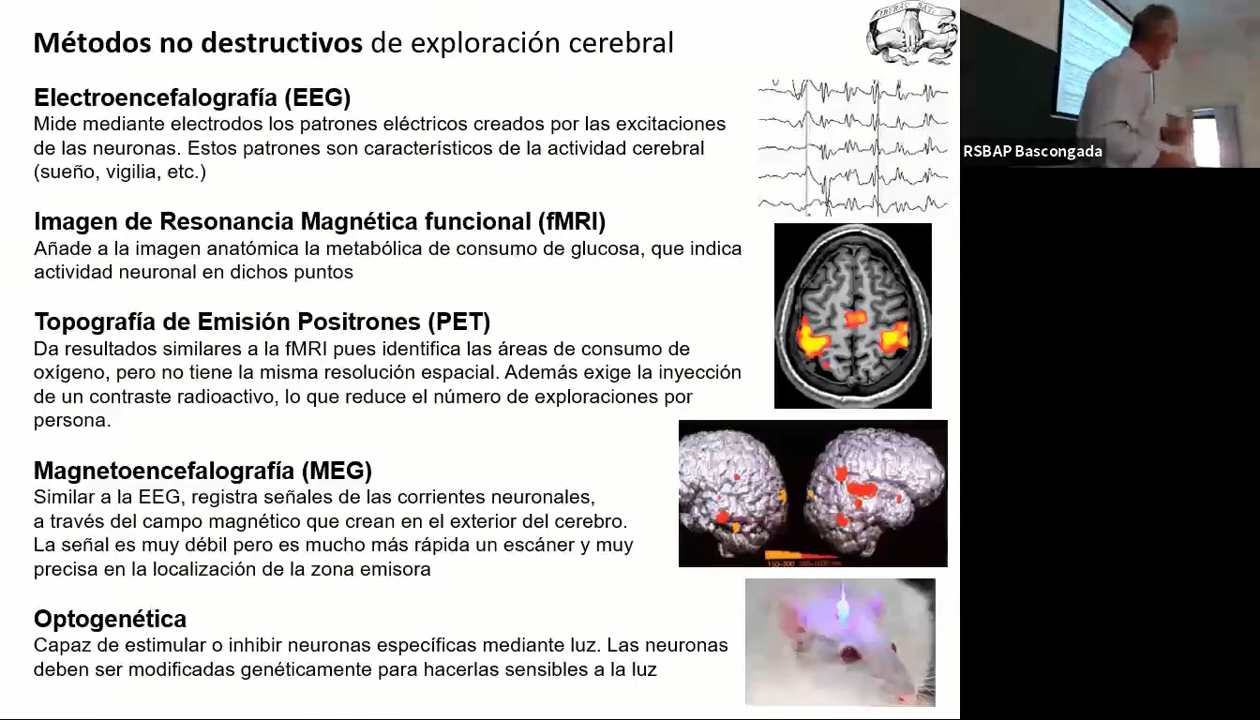 Métodos no destructivos de exploración cerebral
Electroencefalografía (EEG)
Mide mediante electrodos los patrones eléctricos creados por las excitaciones
de las neuronas. Estos patrones son característicos de la actividad cerebral
(sueño, vigilia, etc.)
Imagen de Resonancia Magnética funcional (fMRI)
Añade a la imagen anatómica la metabólica de consumo de glucosa, que indica
actividad neuronal en dichos puntos
Topografía de Emisión Positrones (PET)
Da resultados similares a la fMRI pues identifica las áreas de consumo de
oxígeno, pero no tiene la misma resolución espacial. Además exige la inyección
de un contraste radioactivo, lo que reduce el número de exploraciones por
persona.
Magnetoencefalografía (MEG)
Similar a la EEG, registra señales de las corrientes neuronales,
a través del campo magnético que crean en el exterior del cerebro.
La señal es muy débil pero es mucho más rápida un escáner y muy
precisa en la localización de la zona emisora
Optogenética
Capaz de estimular o inhibir neuronas específicas mediante luz. Las neuronas
deben ser modificadas genéticamente para hacerlas sensibles a la luz
RSBAP Bascongada